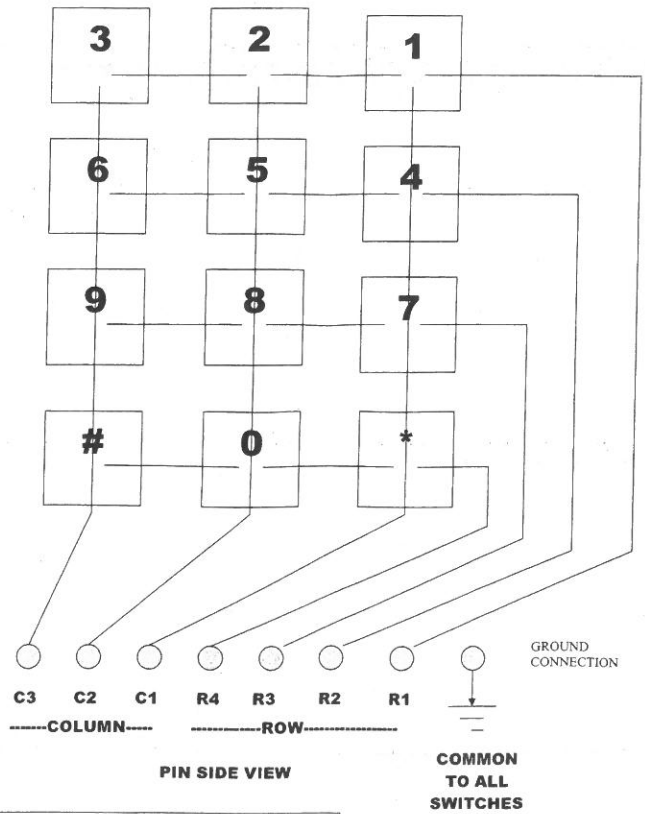 3 2 1
6 5 4
9 8 7
# 0 *
GROUND
CONNECTION
C3 C2 C1 R4 R3 R2 R1
-------COLUMN----- ----------------ROW----------------
PIN SIDE VIEW
COMMON
TO ALL
SWITCHES